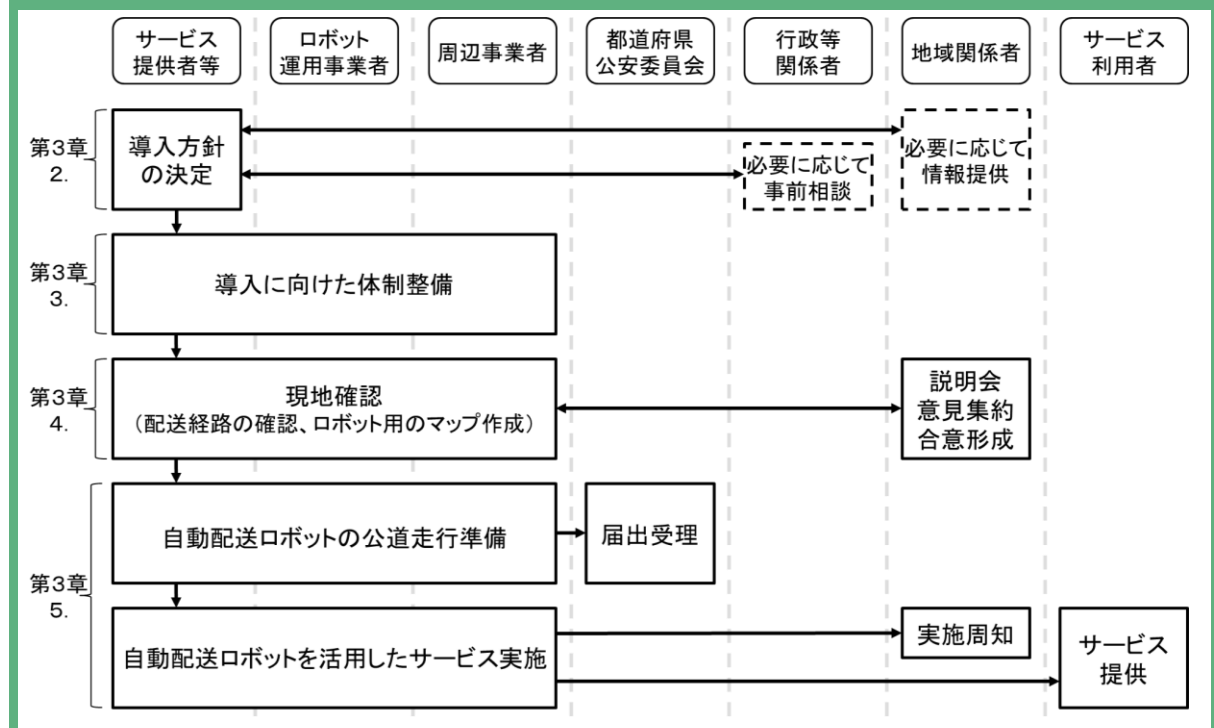 サービス
提供者等
ロボット
運用事業者
周辺事業者
都道府県
公安委員会
行政等
関係者
地域関係者
サービス
利用者
第3章
2.
導入方針
の決定
必要に応じて
事前相談
必要に応じて
情報提供
第3章
3.
導入に向けた体制整備
第3章
4.
現地確認
（配送経路の確認、ロボット用のマップ作成）
説明会
意見集約
合意形成
第3章
5.
自動配送ロボットの公道走行準備
届出受理
自動配送ロボットを活用したサービス実施
実施周知
サービス
提供